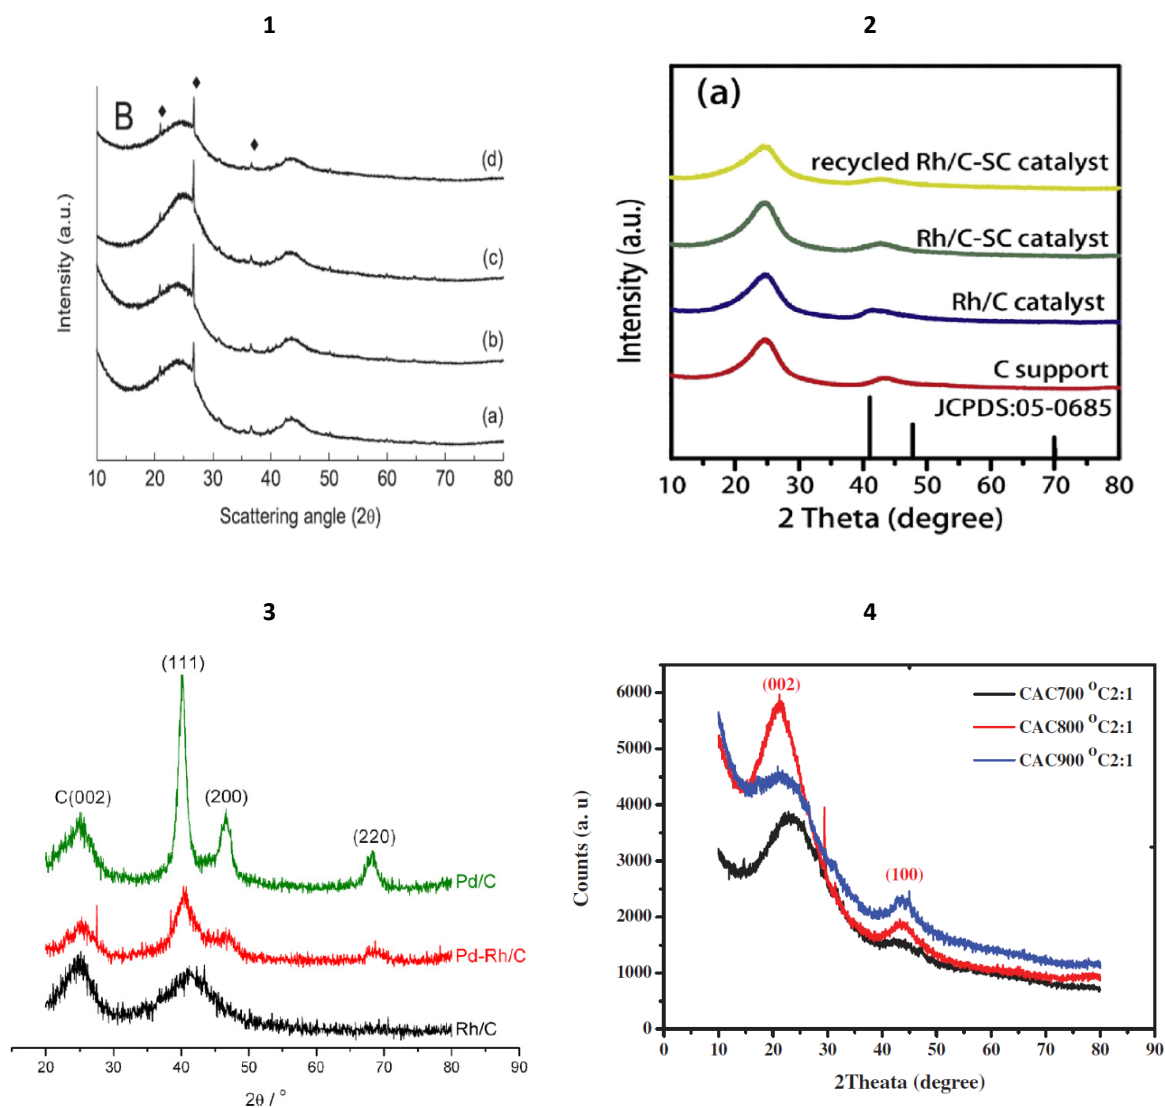 1
B
(d)
(c)
(b)
(a)
Intensity (a.u.)
10 20 30 40 50 60 70 80
Scattering angle (2θ)
2
(a)
recycled Rh/C-SC catalyst
Rh/C-SC catalyst
Rh/C catalyst
C support
JCPDS:05-0685
Intensity (a.u.)
10 20 30 40 50 60 70 80
2 Theta (degree)
3
(111)
C(002)
(200)
(220)
Pd/C
Pd-Rh/C
Rh/C
20 30 40 50 60 70 80 90
2θ / °
4
6000
5000
4000
3000
2000
1000
0
Counts (a. u)
(002)
(100)
CAC700 °C2:1
CAC800 °C2:1
CAC900 °C2:1
0 10 20 30 40 50 60 70 80 90
2Theata (degree)